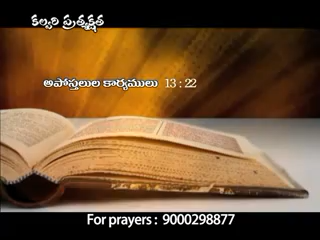 కల్వరి ప్రత్యక్షత
అపోస్తలుల కార్యములు 13 : 22
For prayers : 9000298877